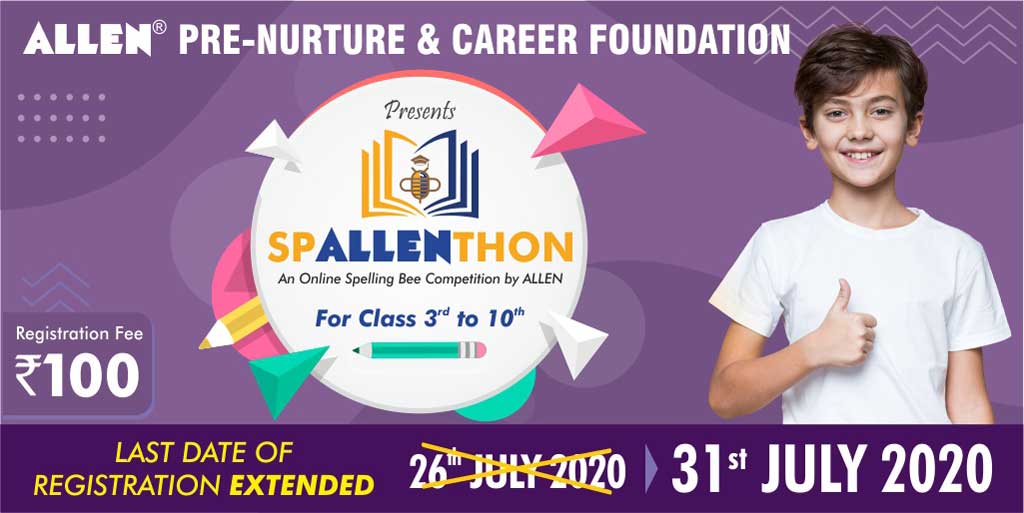 ALLEN® PRE-NURTURE & CAREER FOUNDATION
Presents
SPALLENTHON
An Online Spelling Bee Competition by ALLEN
For Class 3rd to 10th
Registration Fee
₹100
LAST DATE OF
REGISTRATION EXTENDED
26th JULY 2020
31st JULY 2020